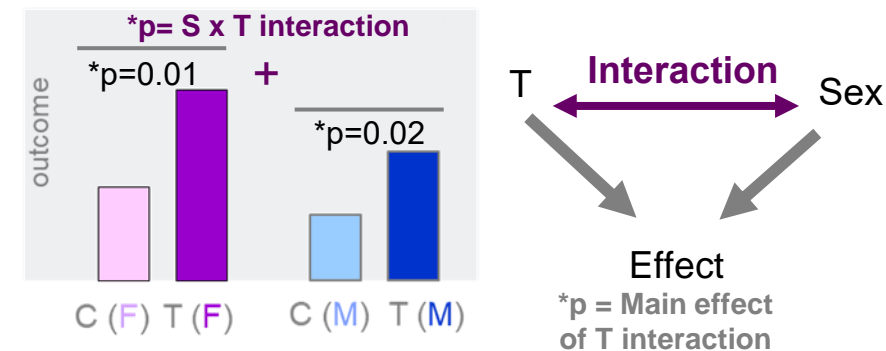 *p= S x T interaction
*p=0.01
+
*p=0.02
outcome
C (F) T (F) C (M) T (M)
T
Interaction
Sex
Effect
*p = Main effect
of T interaction